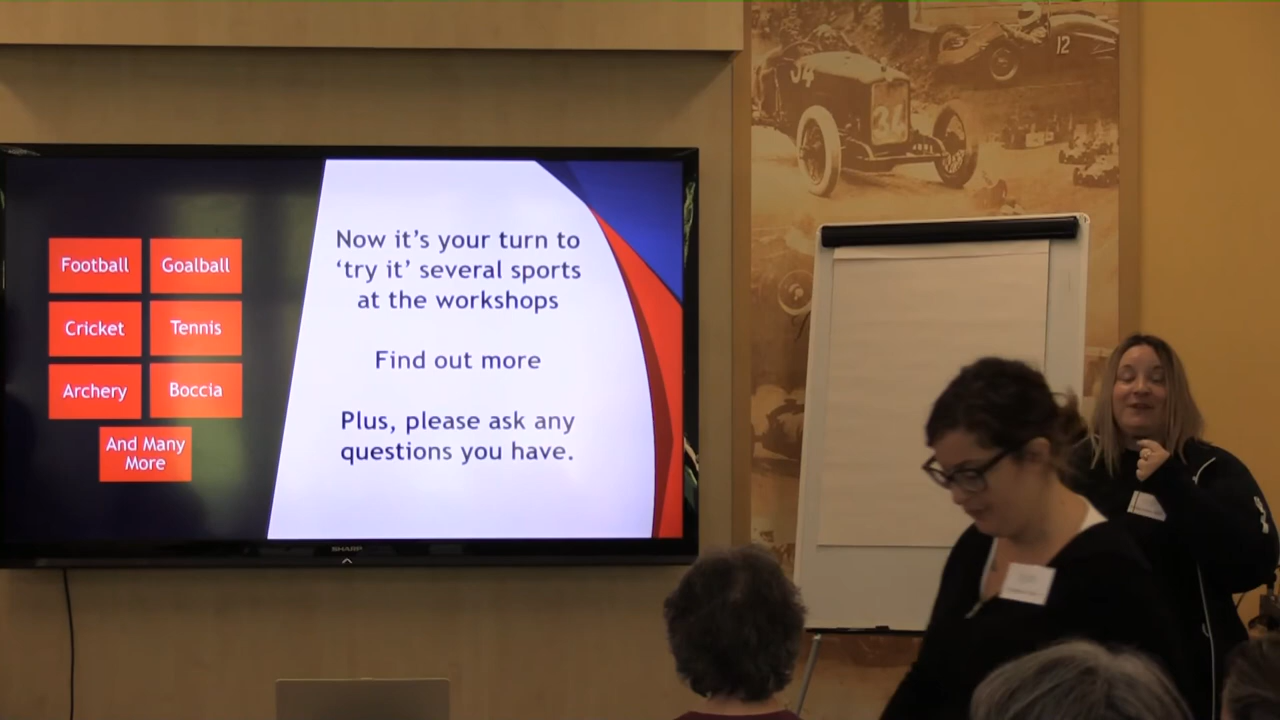 Football
Goalball
Cricket
Tennis
Archery
Boccia
And Many
More
Now it's your turn to
‘try it’ several sports
at the workshops
Find out more
Plus, please ask any
questions you have.
SHARP
34
34
12